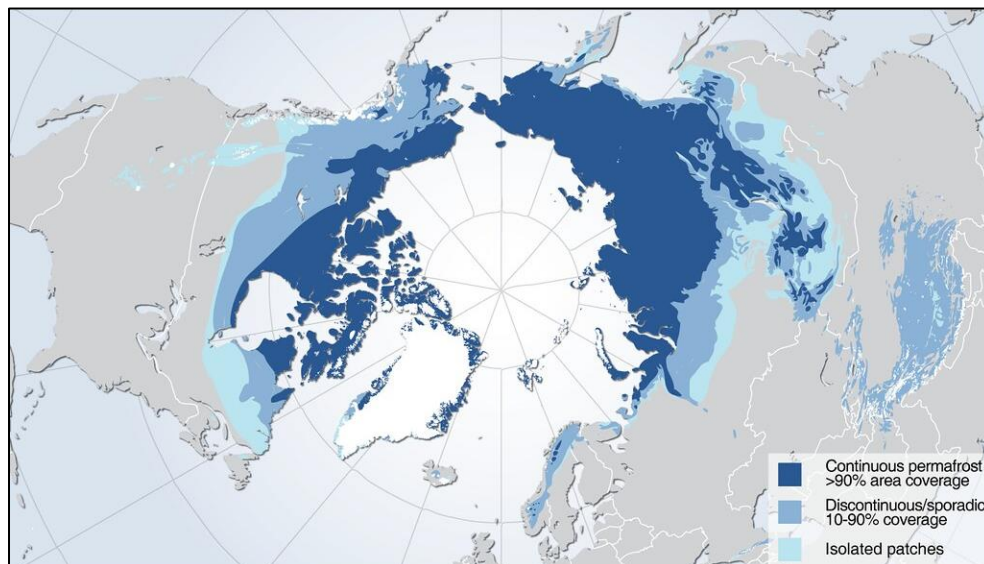 Continuous permafrost
>90% area coverage
Discontinuous/sporadic
10-90% coverage
Isolated patches